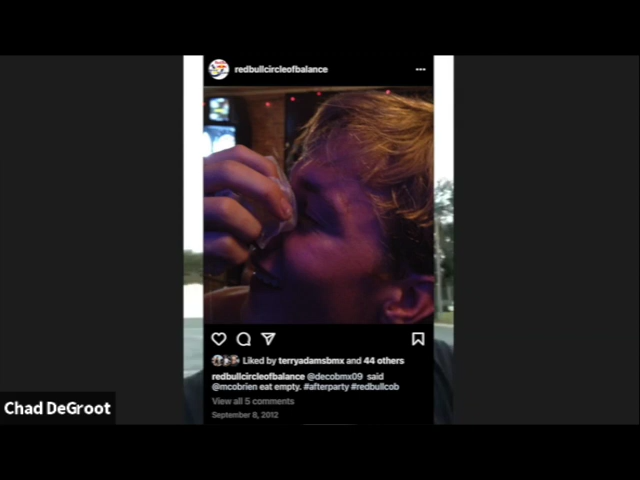 redbullcircleofbalance
Liked by terryadamsbmx and 44 others
redbullcircleofbalance @decobmx09 said
@mcobrien eat empty. #afterparty #redbullcob
View all 5 comments
September 8, 2012
Chad DeGroot